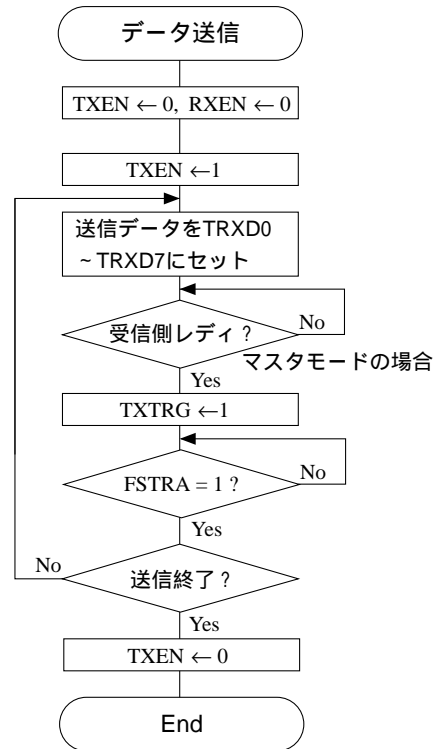 データ送信
TXEN ← 0, RXEN ← 0
TXEN ←1
送信データをTRXD0
~ TRXD7にセット
受信側レディ ?
No
マスタモードの場合
Yes
TXTRG ←1
FSTRA = 1 ?
No
Yes
No
送信終了 ?
Yes
TXEN ← 0
End